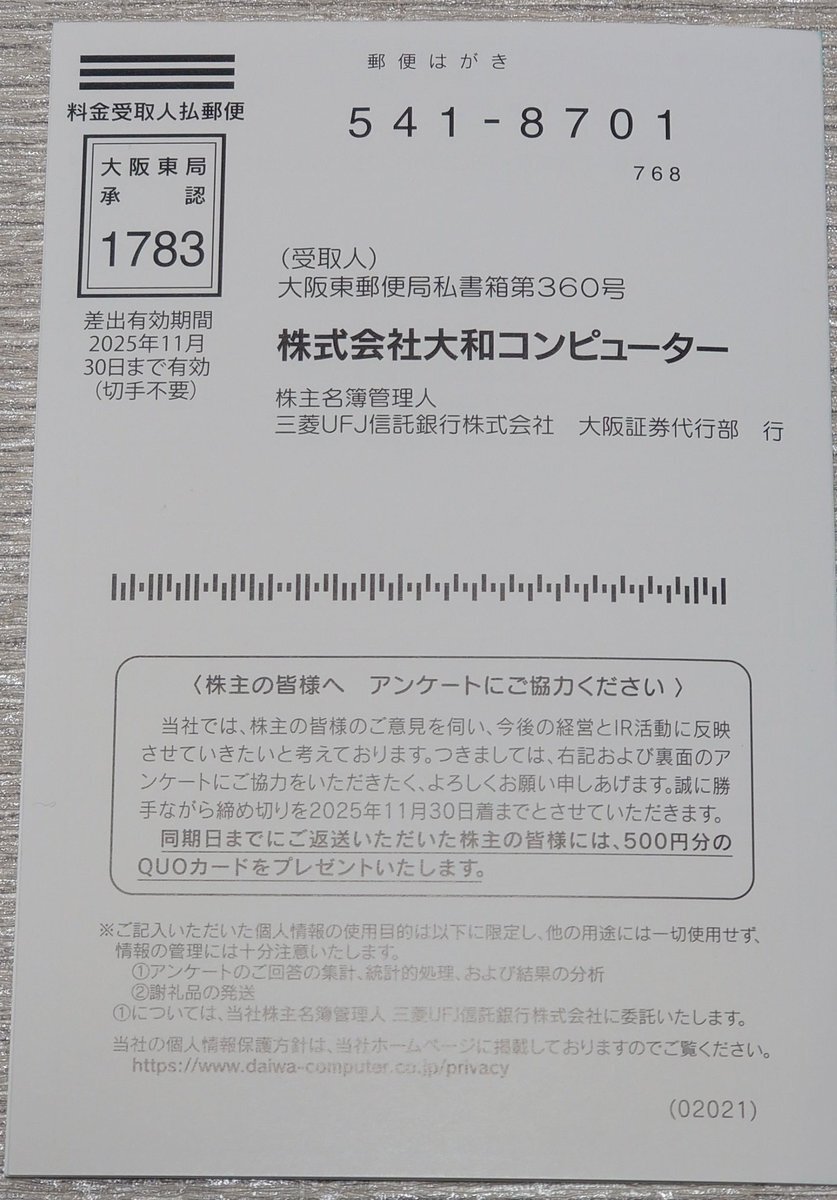 郵便はがき
料金受取人払郵便
541-8701
768
大阪東局
承認
1783
差出有効期間
2025年11月
30日まで有効
（切手不要）
（受取人）
大阪東郵便局私書箱第360号
株式会社大和コンピューター
株主名簿管理人
三菱UFJ信託銀行株式会社　大阪証券代行部　行
〈株主の皆様へ　アンケートにご協力ください〉
当社では、株主の皆様のご意見を伺い、今後の経営とIR活動に反映
させていきたいと考えております。つきましては、右記および裏面のア
ンケートにご協力をいただきたく、よろしくお願い申しあげます。誠に勝
手ながら締め切りを2025年11月30日着までとさせていただきます。
同期日までにご返送いただいた株主の皆様には、500円分の
QUOカードをプレゼントいたします。
※ご記入いただいた個人情報の使用目的は以下に限定し、他の用途には一切使用せず、
情報の管理には十分注意いたします。
①アンケートのご回答の集計、統計的処理、および結果の分析
②謝礼品の発送
①については、当社株主名簿管理人 三菱UFJ信託銀行株式会社に委託いたします。
当社の個人情報保護方針は、当社ホームページに掲載しておりますのでご覧ください。
https://www.daiwa-computer.co.jp/privacy
(02021)